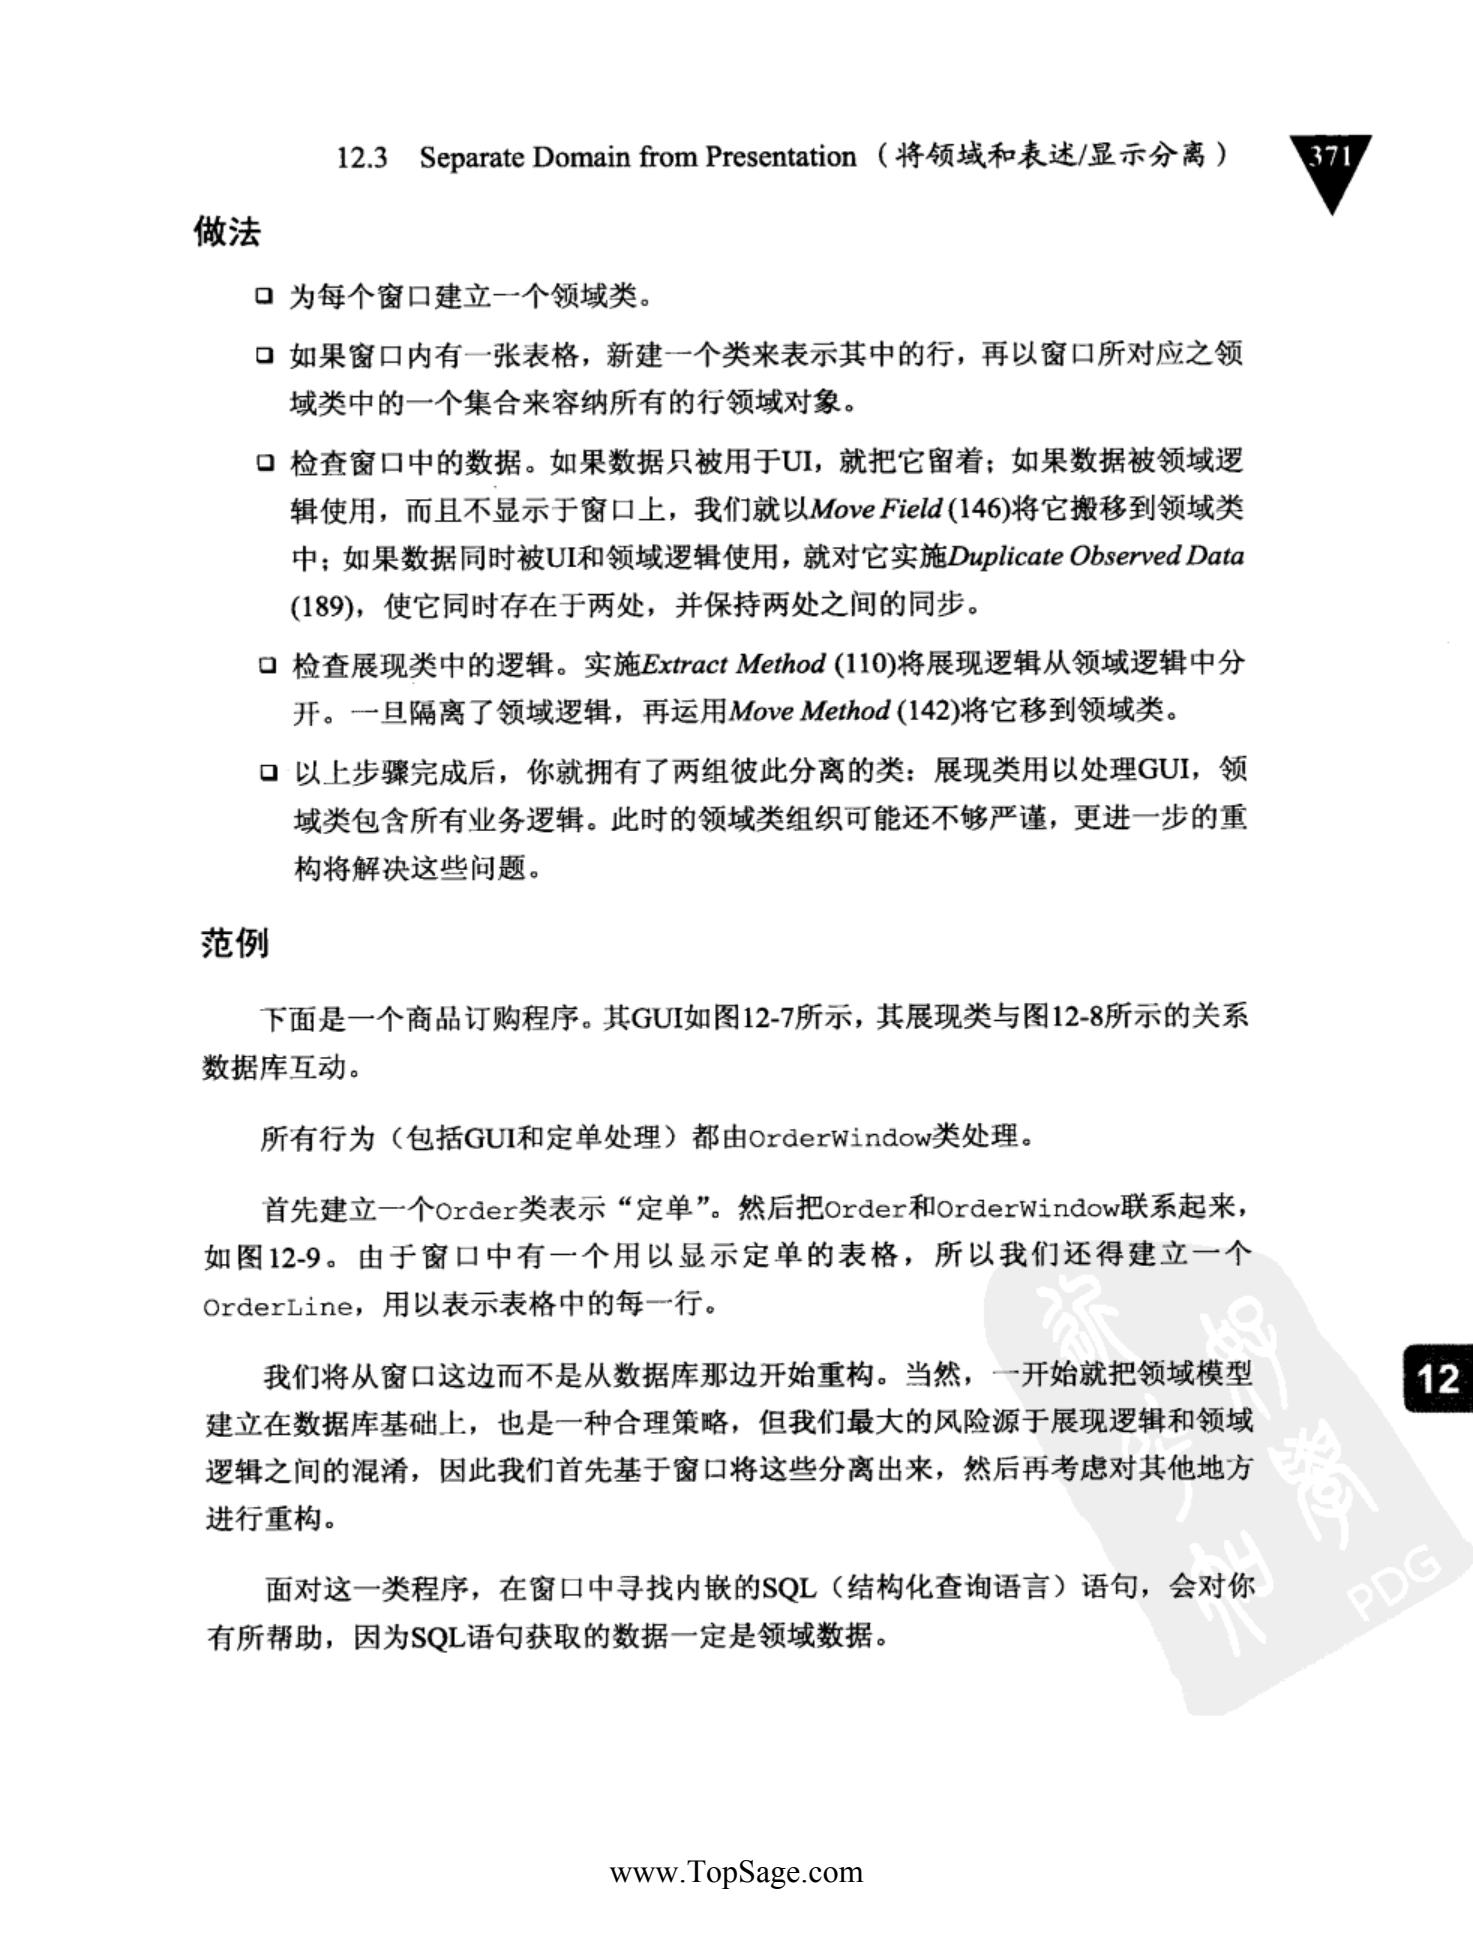 12.3 Separate Domain from Presentation（将领域和表述/显示分离）
371
做法
❑ 为每个窗口建立一个领域类。
❑ 如果窗口内有一张表格，新建一个类来表示其中的行，再以窗口所对应之领
域类中的一个集合来容纳所有的行领域对象。
❑ 检查窗口中的数据。如果数据只被用于UI，就把它留着；如果数据被领域逻
辑使用，而且不显示于窗口上，我们就以Move Field (146)将它搬移到领域类
中；如果数据同时被UI和领域逻辑使用，就对它实施Duplicate Observed Data
(189)，使它同时存在于两处，并保持两处之间的同步。
❑ 检查展现类中的逻辑。实施Extract Method (110)将展现逻辑从领域逻辑中分
开。一旦隔离了领域逻辑，再运用Move Method (142)将它移到领域类。
❑ 以上步骤完成后，你就拥有了两组彼此分离的类：展现类用以处理GUI，领
域类包含所有业务逻辑。此时的领域类组织可能还不够严谨，更进一步的重
构将解决这些问题。
范例
下面是一个商品订购程序。其GUI如图12-7所示，其展现类与图12-8所示的关系
数据库互动。
所有行为（包括GUI和定单处理）都由OrderWindow类处理。
首先建立一个Order类表示“定单”。然后把Order和OrderWindow联系起来，
如图12-9。由于窗口中有一个用以显示定单的表格，所以我们还得建立一个
OrderLine，用以表示表格中的每一行。
我们将从窗口这边而不是从数据库那边开始重构。当然，一开始就把领域模型
建立在数据库基础上，也是一种合理策略，但我们最大的风险源于展现逻辑和领域
逻辑之间的混淆，因此我们首先基于窗口将这些分离出来，然后再考虑对其他地方
进行重构。
12
面对这一类程序，在窗口中寻找内嵌的SQL（结构化查询语言）语句，会对你
有所帮助，因为SQL语句获取的数据一定是领域数据。
PDG
www.TopSage.com